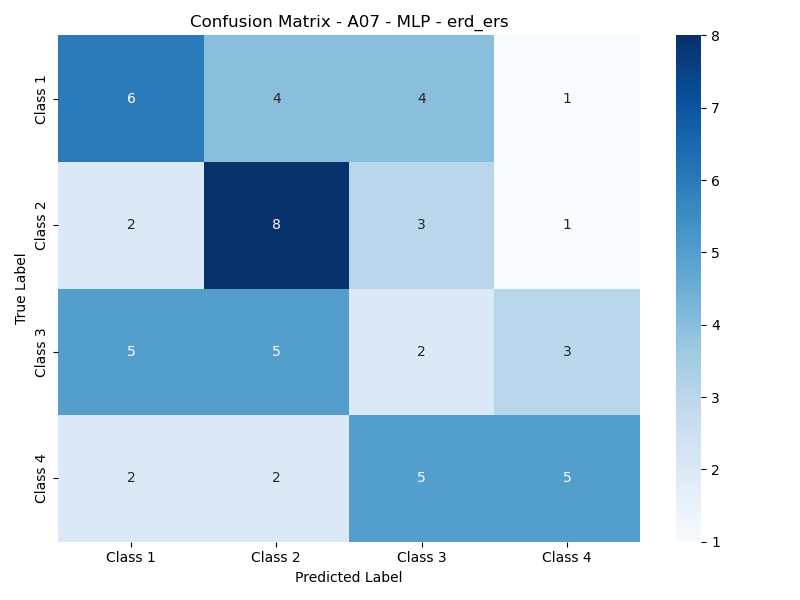 Confusion Matrix - A07 - MLP - erd_ers
True Label
Class 1
6 4 4 1
Class 2
2 8 3 1
Class 3
5 5 2 3
Class 4
2 2 5 5
Class 1 Class 2 Class 3 Class 4
Predicted Label
8
7
6
5
4
3
2
1